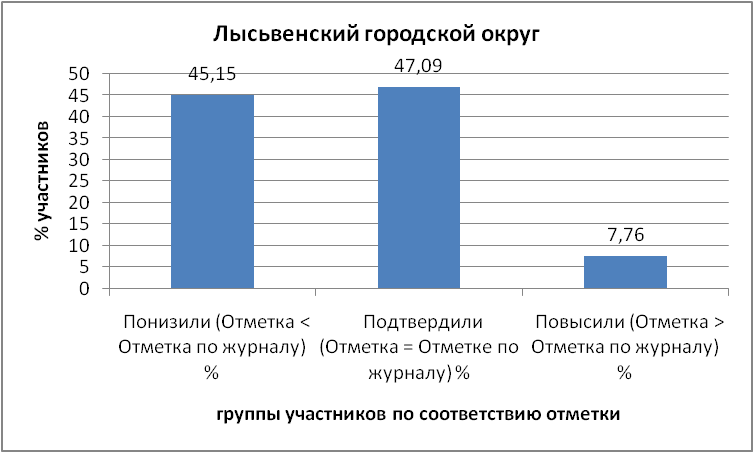 Лысьвенский городской округ
45,15
47,09
7,76
50
45
40
35
30
25
20
15
10
5
0
% участников
Понизили (Отметка <
Отметка по журналу)
%
Подтвердили
(Отметка = Отметке по
журналу) %
Повысили (Отметка >
Отметка по журналу)
%
группы участников по соответствию отметки